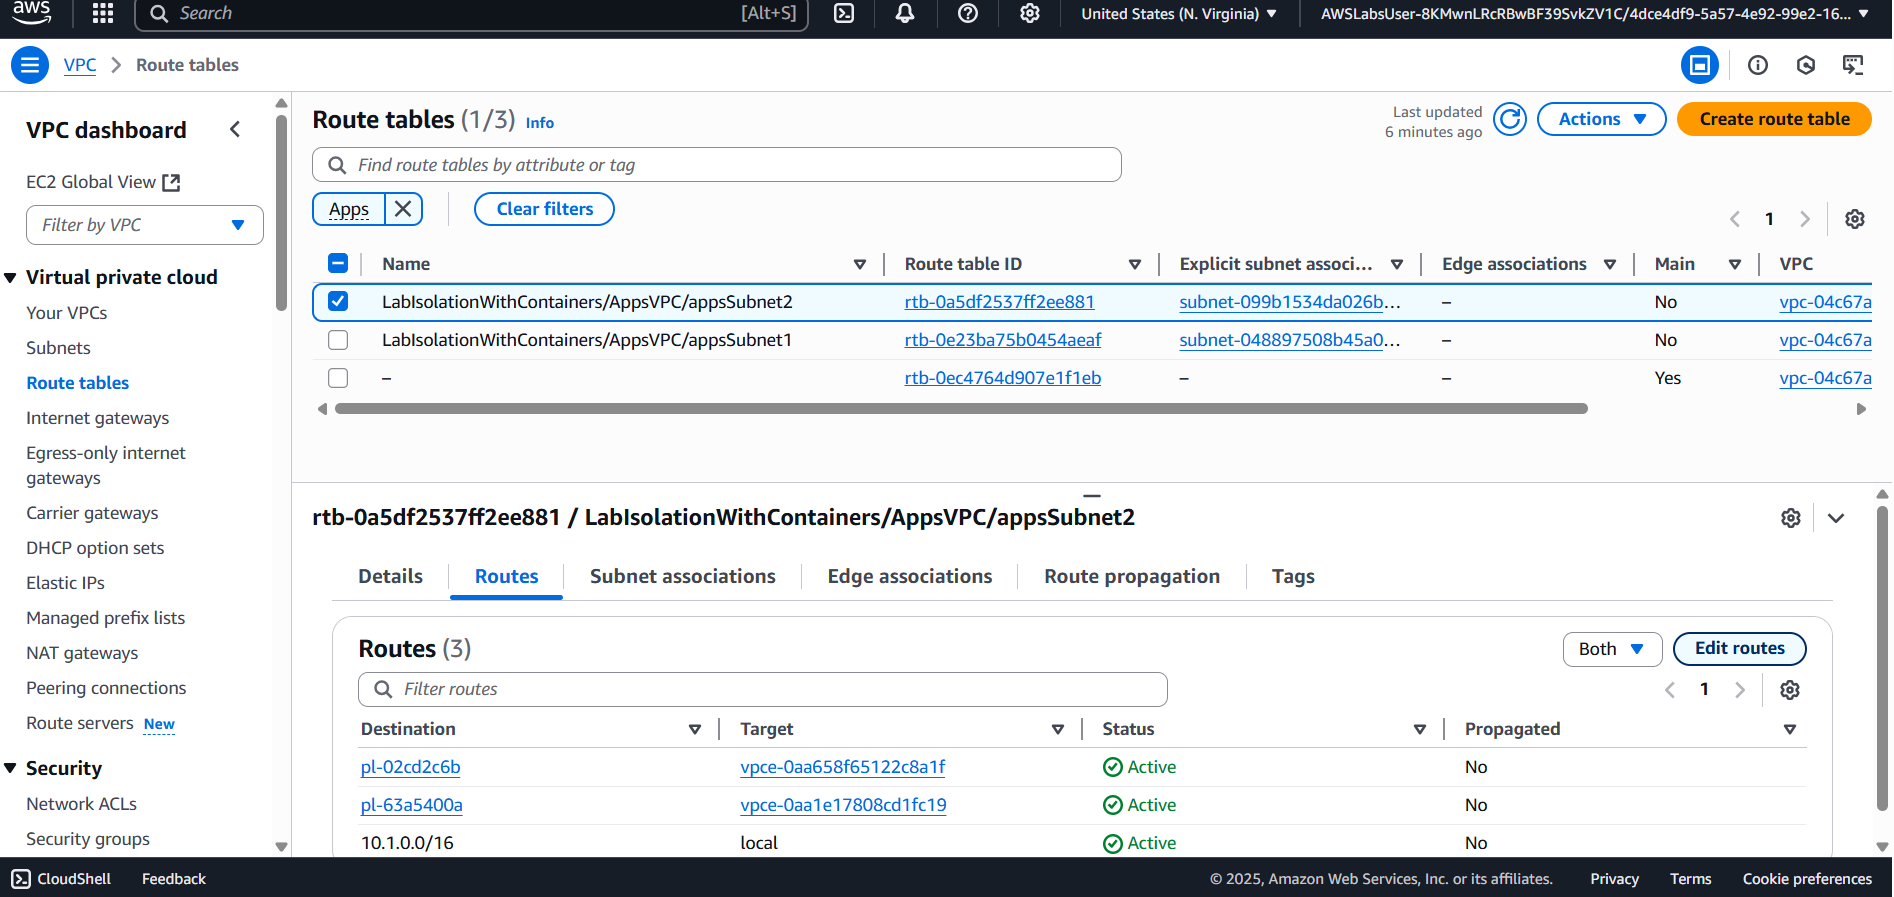 aws
Search [Alt+S] United States (N. Virginia) AWSLabsUser-8KMwnLRcRBwBF39SvkZV1C/4dce4df9-5a57-4e92-99e2-16...
VPC Route tables
VPC dashboard
EC2 Global View
Filter by VPC
Virtual private cloud
Your VPCs
Subnets
Route tables
Internet gateways
Egress-only internet
gateways
Carrier gateways
DHCP option sets
Elastic IPs
Managed prefix lists
NAT gateways
Peering connections
Route servers New
Security
Network ACLs
Security groups
Route tables (1/3) Info
Last updated
6 minutes ago
Actions
Create route table
Find route tables by attribute or tag
Apps Clear filters
1
Name Route table ID Explicit subnet associ... Edge associations Main VPC
LabIsolationWithContainers/AppsVPC/appsSubnet2 rtb-0a5df2537ff2ee881 subnet-099b1534da026b... – No vpc-04c67a
LabIsolationWithContainers/AppsVPC/appsSubnet1 rtb-0e23ba75b0454aeaf subnet-048897508b45a0... – No vpc-04c67a
– rtb-0ec4764d907e1f1eb – – Yes vpc-04c67a
rtb-0a5df2537ff2ee881 / LabIsolationWithContainers/AppsVPC/appsSubnet2
Details Routes Subnet associations Edge associations Route propagation Tags
Routes (3)
Both Edit routes
Filter routes
1
Destination Target Status Propagated
pl-02cd2c6b vpce-0aa658f65122c8a1f Active No
pl-63a5400a vpce-0aa1e17808cd1fc19 Active No
10.1.0.0/16 local Active No
CloudShell Feedback © 2025, Amazon Web Services, Inc. or its affiliates. Privacy Terms Cookie preferences